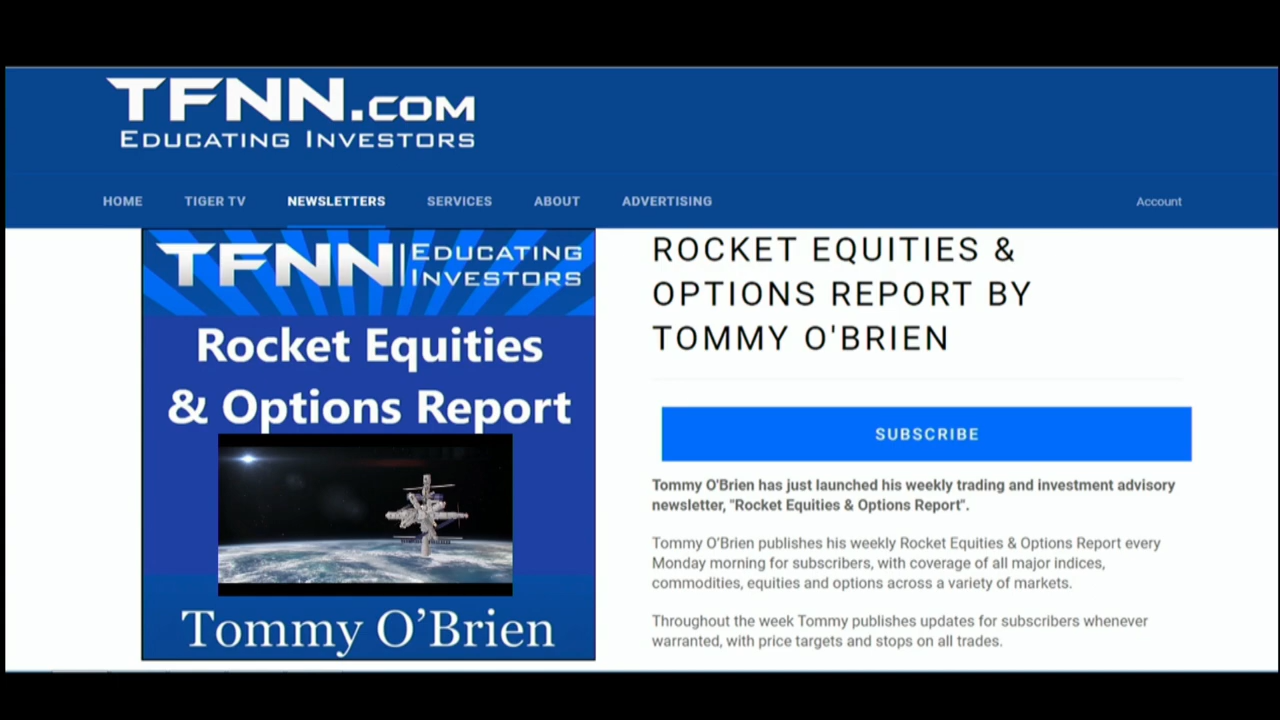 TFNN.COM
EDUCATING INVESTORS
HOME TIGER TV NEWSLETTERS SERVICES ABOUT ADVERTISING Account
TFNN EDUCATING
INVESTORS
Rocket Equities
& Options Report
Tommy O’Brien
ROCKET EQUITIES &
OPTIONS REPORT BY
TOMMY O'BRIEN
SUBSCRIBE
Tommy O'Brien has just launched his weekly trading and investment advisory
newsletter, "Rocket Equities & Options Report".
Tommy O'Brien publishes his weekly Rocket Equities & Options Report every
Monday morning for subscribers, with coverage of all major indices,
commodities, equities and options across a variety of markets.
Throughout the week Tommy publishes updates for subscribers whenever
warranted, with price targets and stops on all trades.